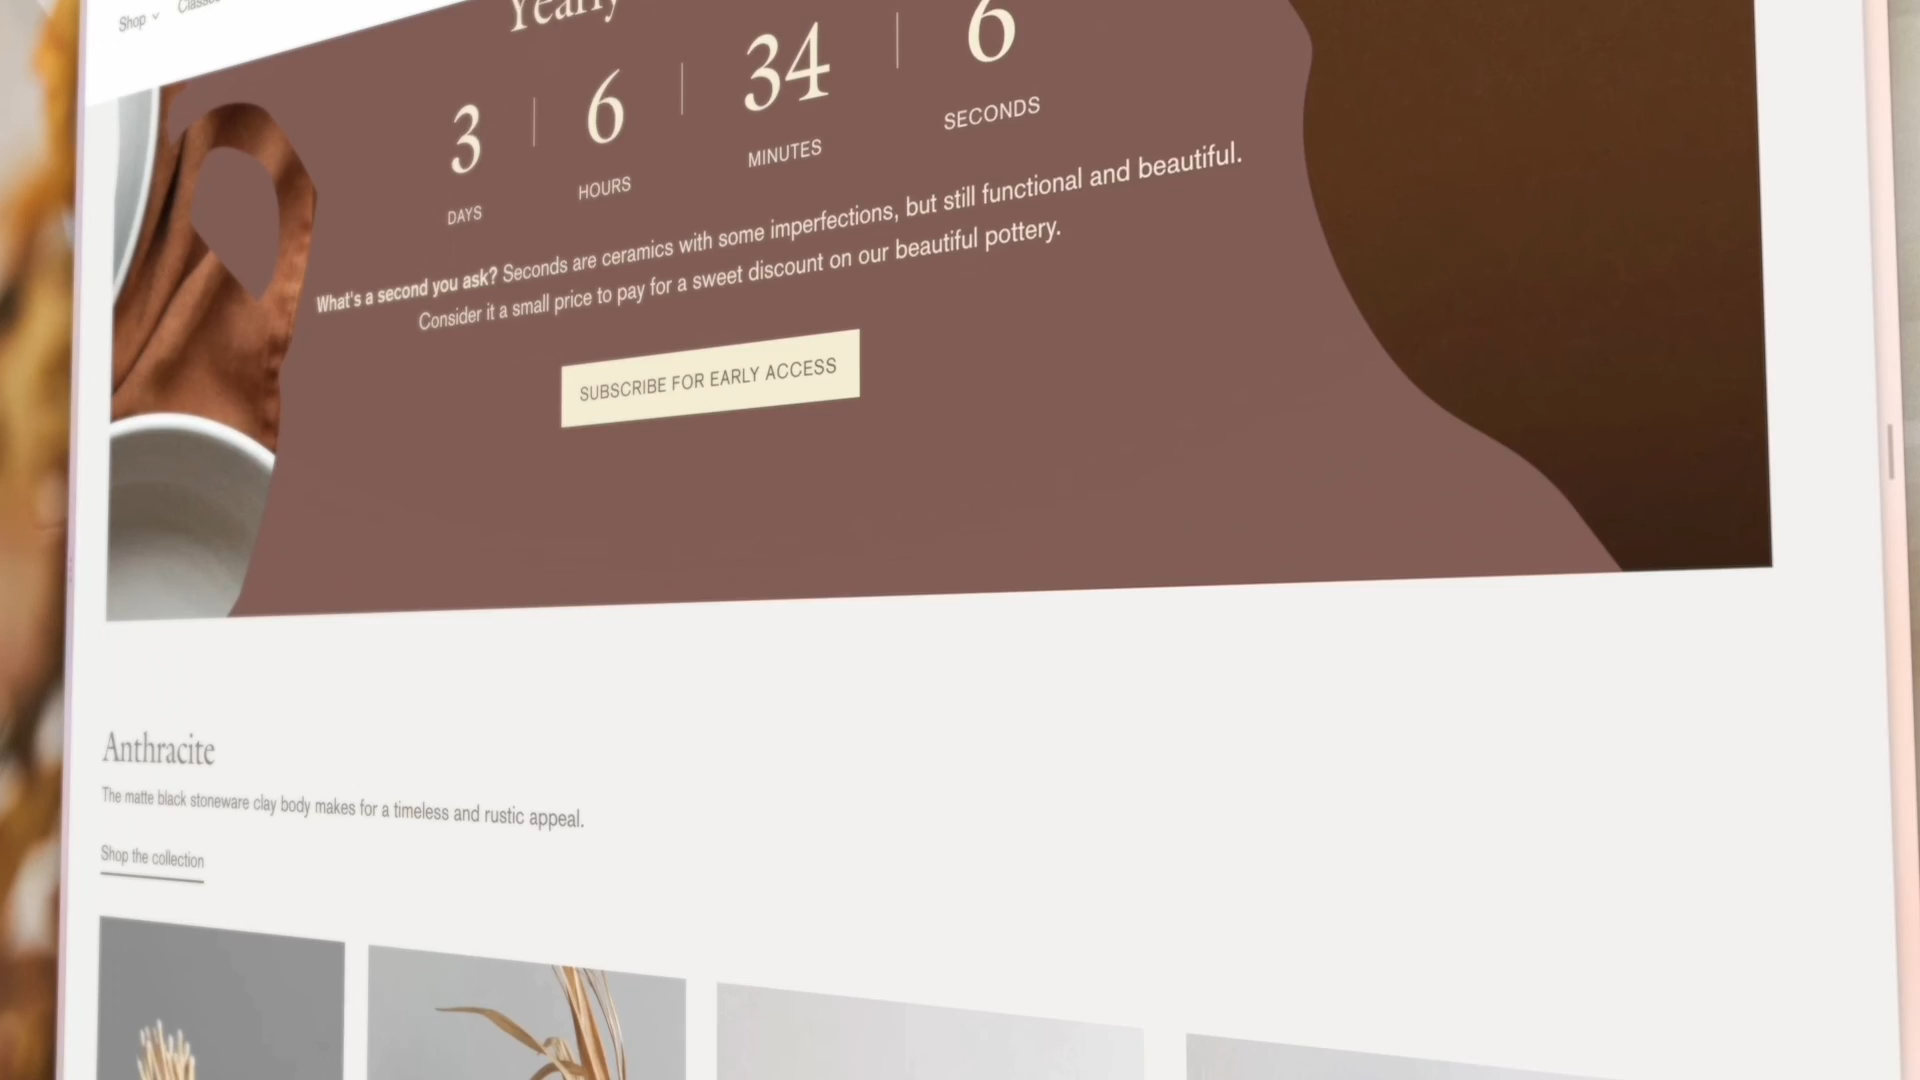 Shop
Yearly
3
6
34
6
DAYS
HOURS
MINUTES
SECONDS
What's a second you ask? Seconds are ceramics with some imperfections, but still functional and beautiful.
Consider it a small price to pay for a sweet discount on our beautiful pottery.
SUBSCRIBE FOR EARLY ACCESS
Anthracite
The matte black stoneware clay body makes for a timeless and rustic appeal.
Shop the collection